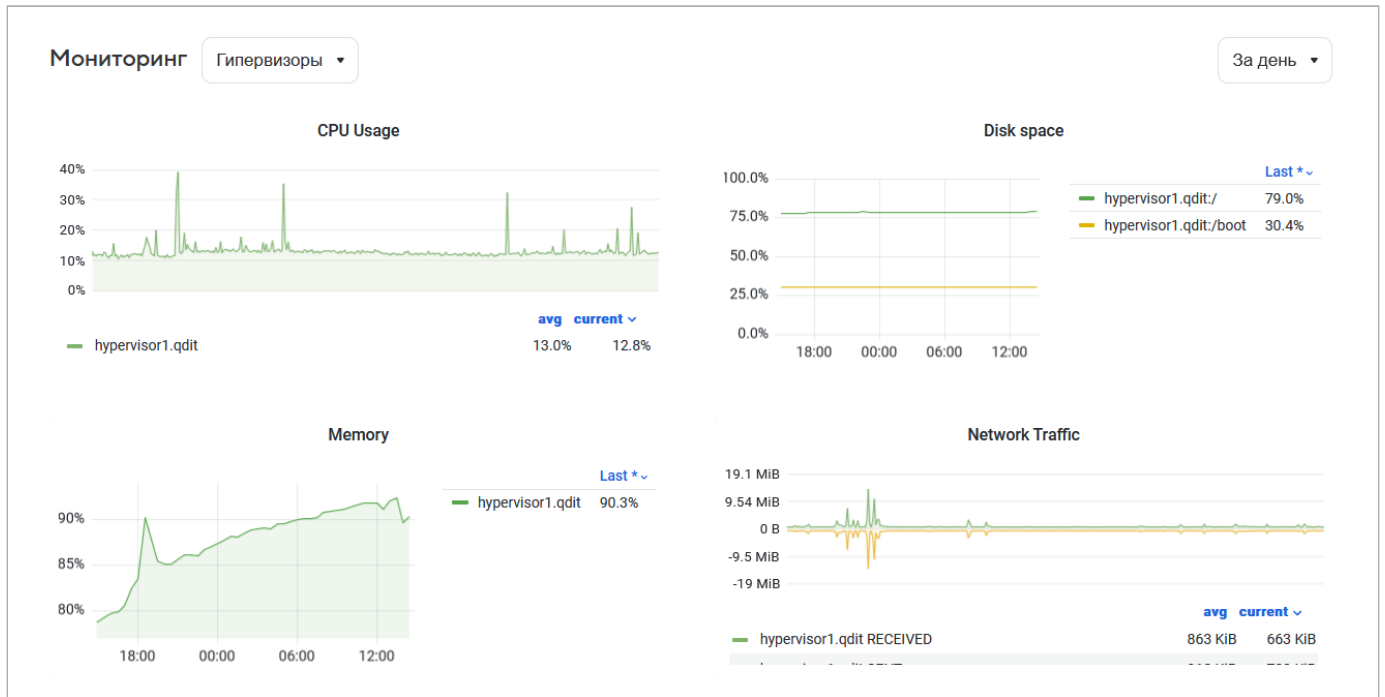 Мониторинг Гипервизоры За день
CPU Usage
40%
30%
20%
10%
0%
avg current
hypervisor1.qdit 13.0% 12.8%
Disk space
100.0%
75.0%
50.0%
25.0%
0.0%
18:00 00:00 06:00 12:00
Last *
hypervisor1.qdit:/ 79.0%
hypervisor1.qdit:/boot 30.4%
Memory
90%
85%
80%
18:00 00:00 06:00 12:00
Last *
hypervisor1.qdit 90.3%
Network Traffic
19.1 MiB
9.54 MiB
0 B
-9.5 MiB
-19 MiB
avg current
hypervisor1.qdit RECEIVED 863 KiB 663 KiB